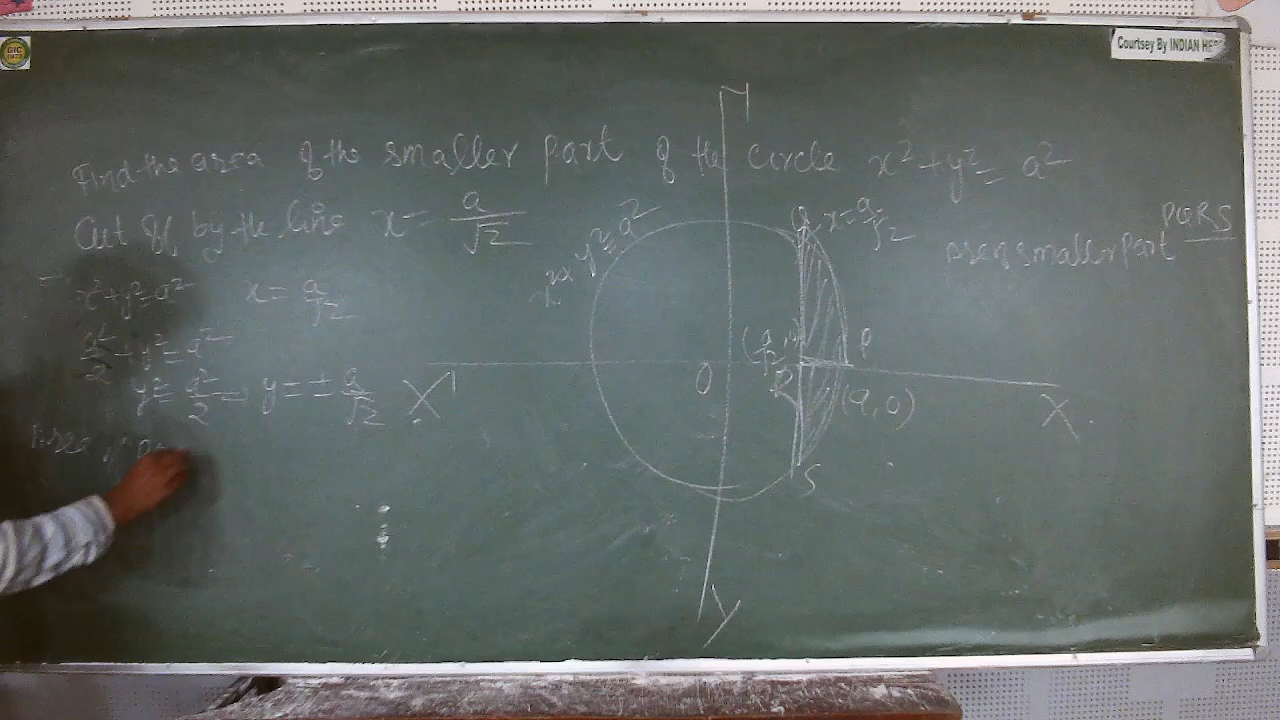 Courtsey By INDIAN HE
Find the area of the smaller part of the circle x² + y² = a²
Cut off by the line x = a/√2
x² + y² = a² x = a/√2
a²/2 + y² = a²
y² = a²/2 ⇒ y = ± a/√2
Area of
x² + y² = a²
Q x = a/√2
area smaller Part PQRS
(a/√2, 0)
P
O R
(a, 0)
X' X
S
Y